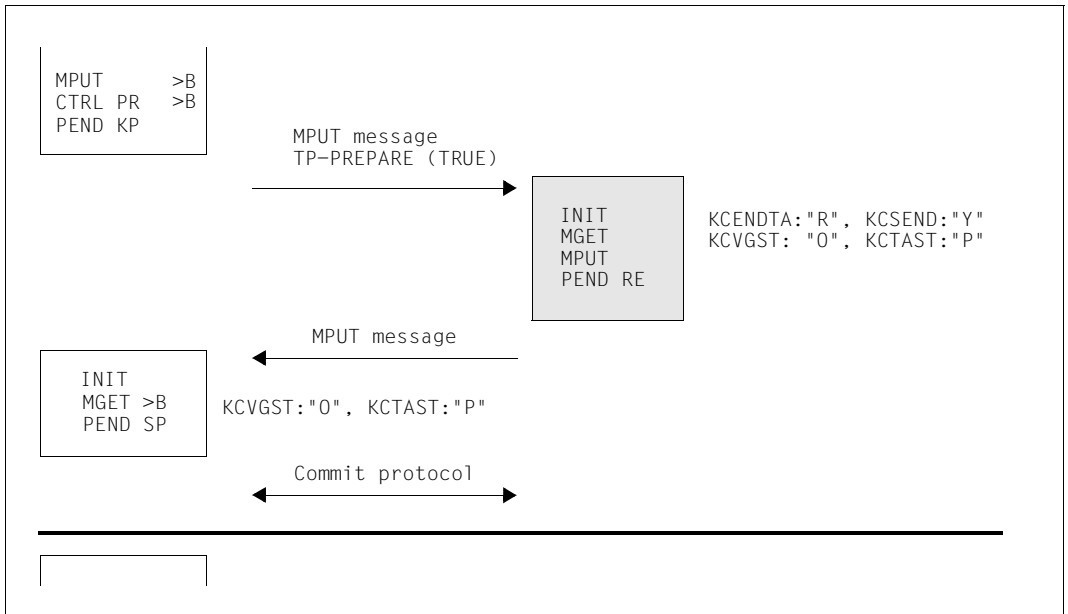 MPUT >B
CTRL PR >B
PEND KP
MPUT message
TP-PREPARE (TRUE)
INIT
MGET
MPUT
PEND RE
KCENDTA:"R", KCSEND:"Y"
KCVGST: "O", KCTAST:"P"
MPUT message
INIT
MGET >B
PEND SP
KCVGST:"O", KCTAST:"P"
Commit protocol